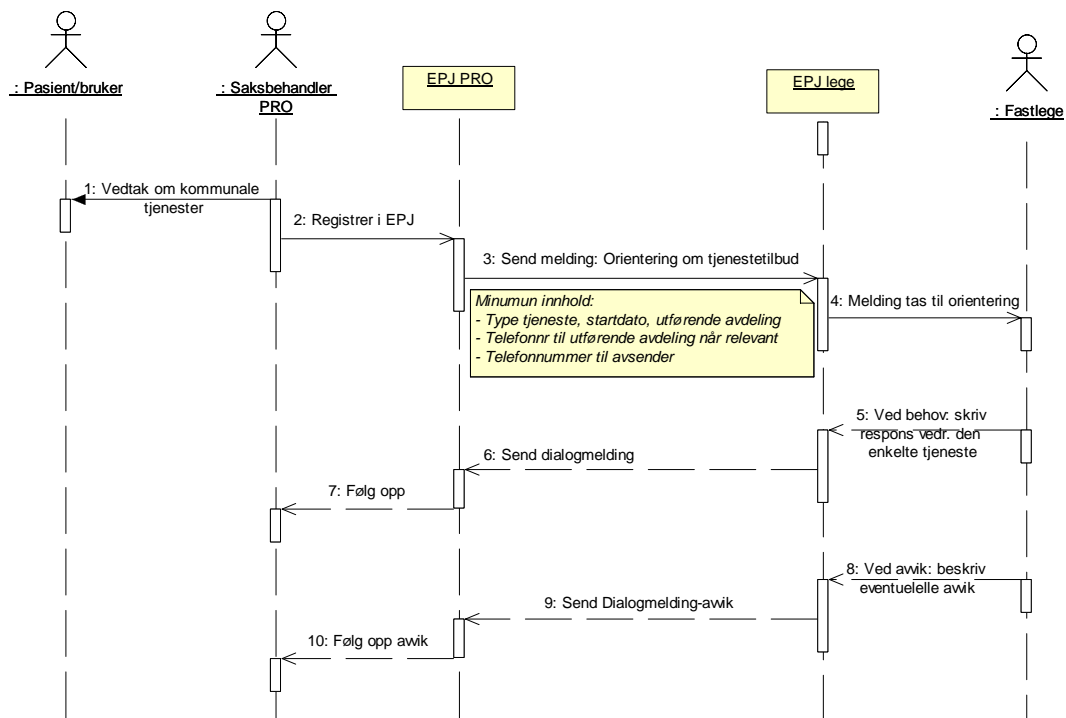 : Pasient/bruker
: Saksbehandler
PRO
EPJ PRO
EPJ lege
: Fastlege
1: Vedtak om kommunale
tjenester
2: Registrer i EPJ
3: Send melding: Orientering om tjenestetilbud
Minumun innhold:
- Type tjeneste, startdato, utførende avdeling
- Telefonnr til utførende avdeling når relevant
- Telefonnummer til avsender
4: Melding tas til orientering
5: Ved behov: skriv
respons vedr. den
enkelte tjeneste
6: Send dialogmelding
7: Følg opp
8: Ved avvik: beskriv
eventuelelle avvik
9: Send Dialogmelding-avvik
10: Følg opp avvik